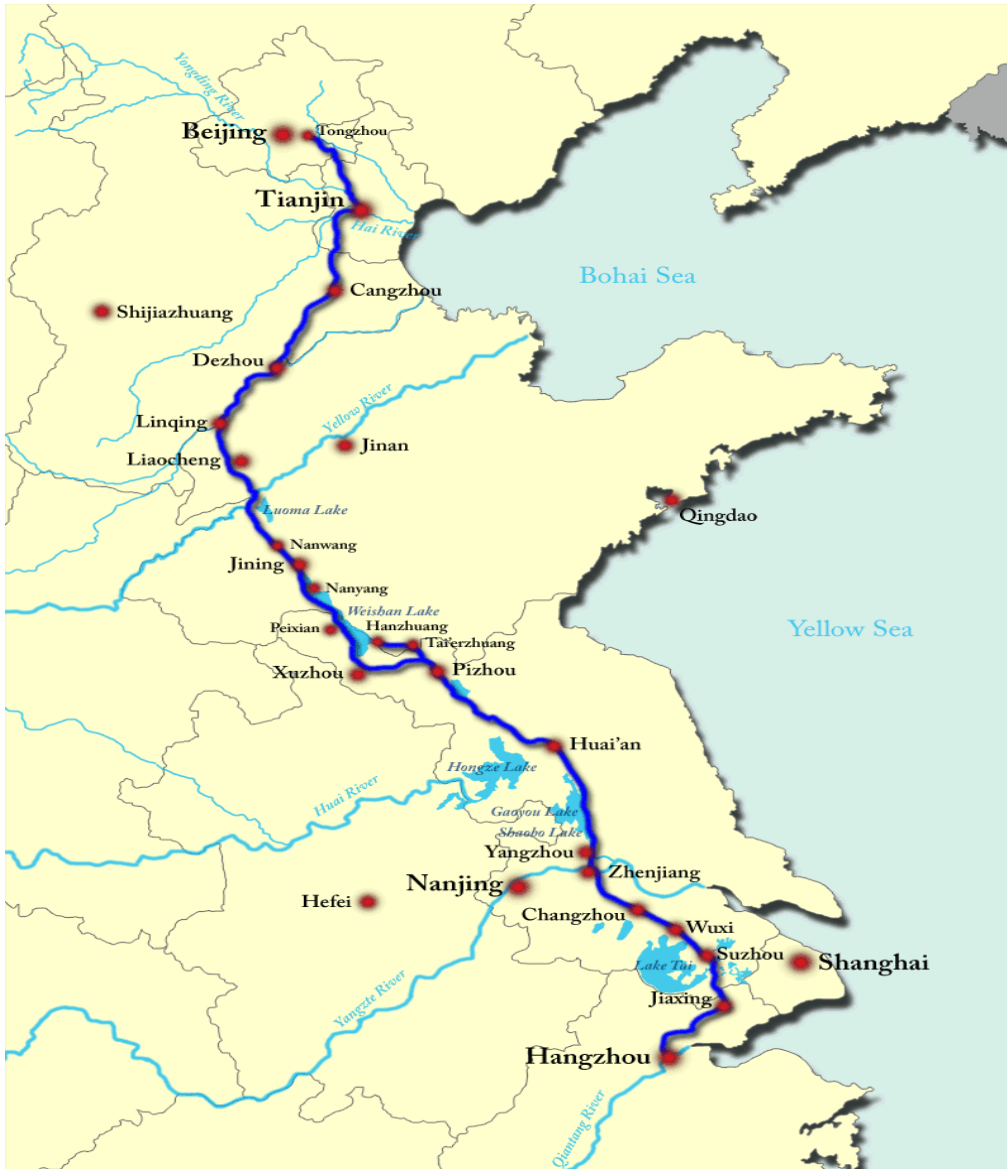 Yongding River
Beijing
Tongzhou
Tianjin
Hai River
Bohai Sea
Cangzhou
Shijiazhuang
Dezhou
Yellow River
Linqing
Jinan
Liaocheng
Qingdao
Luoma Lake
Nanwang
Jining
Nanyang
Weishan Lake
Peixian
Hanzhuang
Yellow Sea
Tai'erzhuang
Xuzhou
Pizhou
Huai'an
Hongze Lake
Huai River
Gaoyou Lake
Shaobo Lake
Yangzhou
Zhenjiang
Nanjing
Hefei
Changzhou
Wuxi
Suzhou
Lake Tai
Shanghai
Yangzte River
Jiaxing
Hangzhou
Qiantang River